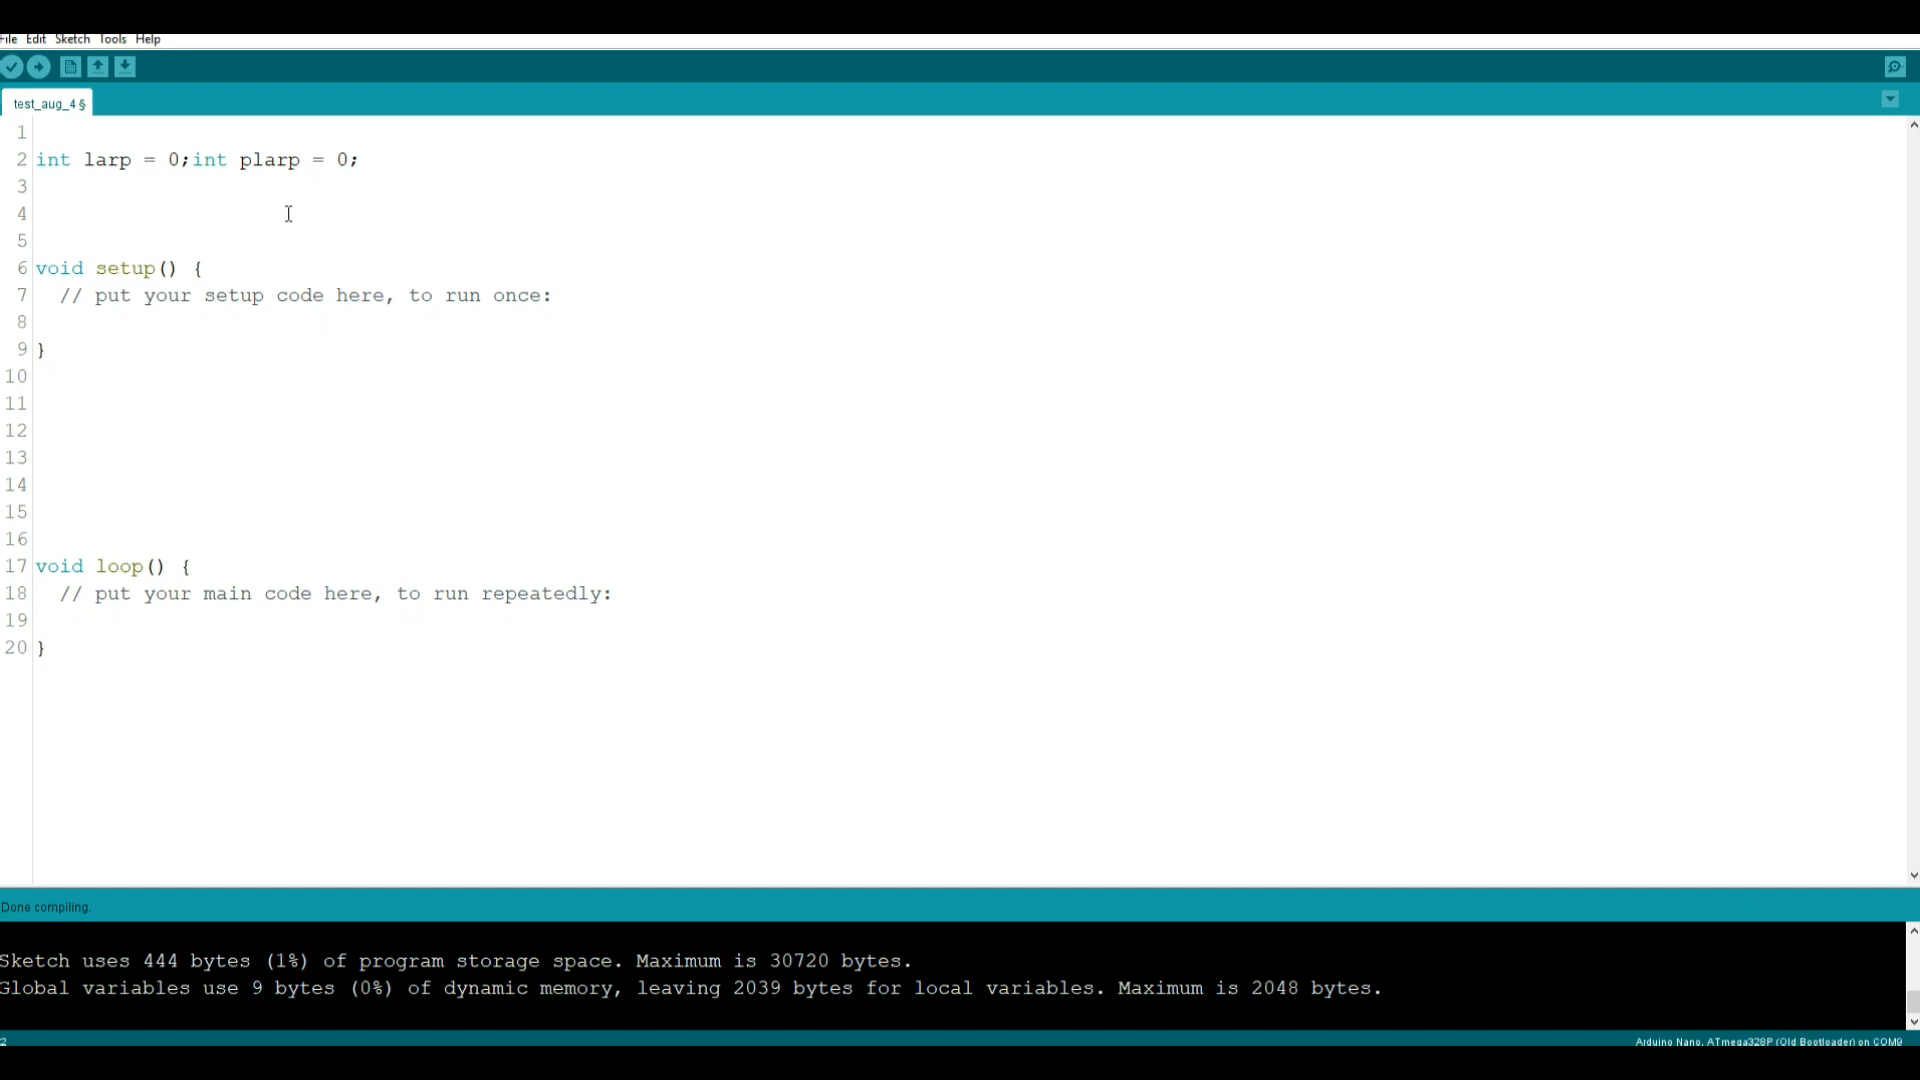 File Edit Sketch Tools Help
test_aug_4 §
1
2 int larp = 0;int plarp = 0;
3
4
5
6 void setup() {
7 // put your setup code here, to run once:
8
9 }
10
11
12
13
14
15
16
17 void loop() {
18 // put your main code here, to run repeatedly:
19
20 }
Done compiling.
Sketch uses 444 bytes (1%) of program storage space. Maximum is 30720 bytes.
Global variables use 9 bytes (0%) of dynamic memory, leaving 2039 bytes for local variables. Maximum is 2048 bytes.
2 Arduino Nano, ATmega328P (Old Bootloader) on COM9